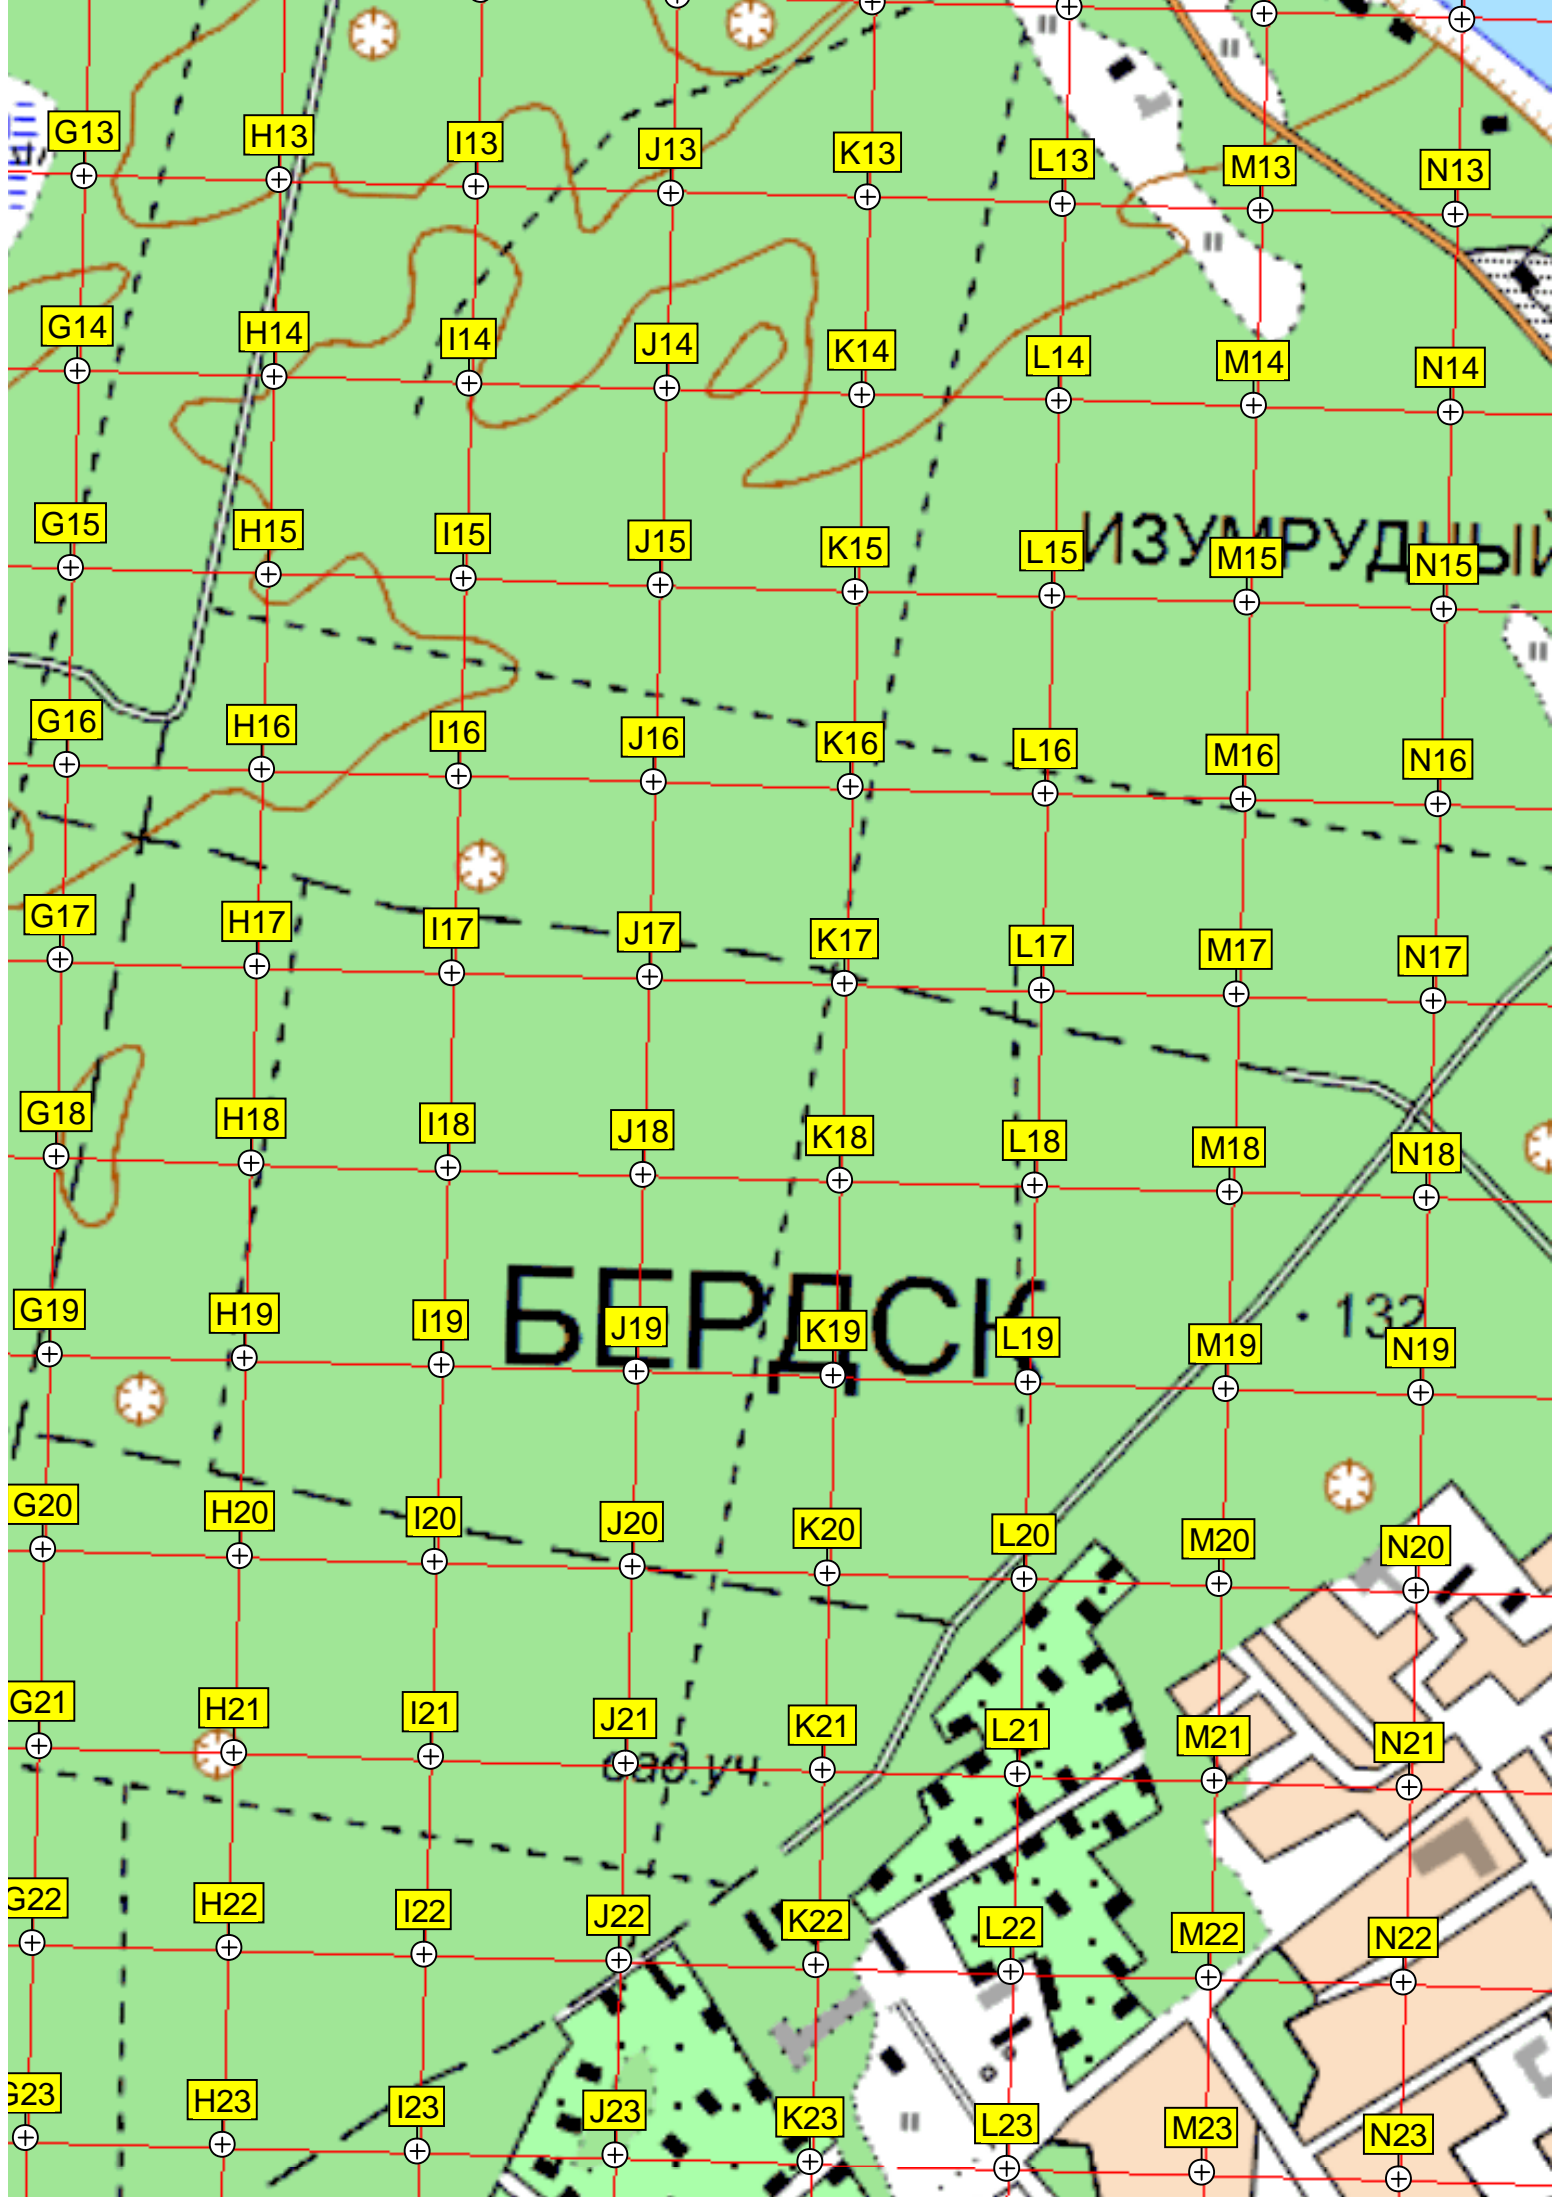 G13 H13 I13 J13 K13 L13 M13 N13
G14 H14 I14 J14 K14 L14 M14 N14
ИЗУМРУДНЫЙ
G15 H15 I15 J15 K15 L15 M15 N15
G16 H16 I16 J16 K16 L16 M16 N16
G17 H17 I17 J17 K17 L17 M17 N17
G18 H18 I18 J18 K18 L18 M18 N18
БЕРДСК
132
G19 H19 I19 J19 K19 L19 M19 N19
G20 H20 I20 J20 K20 L20 M20 N20
G21 H21 I21 J21 K21 L21 M21 N21
сад.уч.
G22 H22 I22 J22 K22 L22 M22 N22
G23 H23 I23 J23 K23 L23 M23 N23